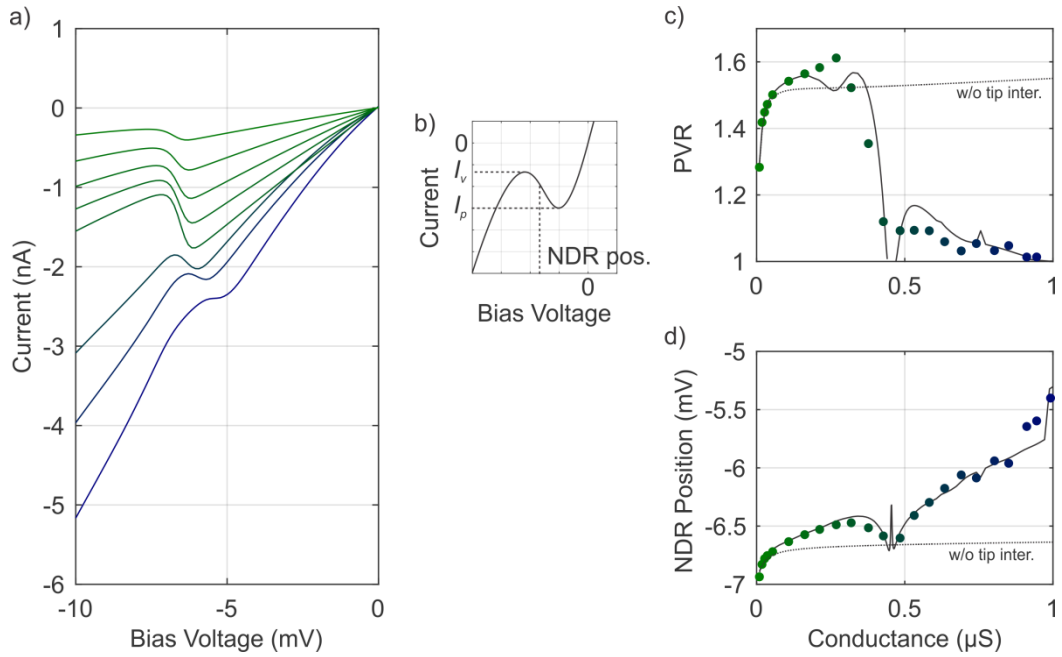 a)
-1
0
-1
-2
-3
-4
-5
-6
Current (nA)
-10
-5
0
Bias Voltage (mV)
b)
0
Iv
Ip
Current
NDR pos.
0
Bias Voltage
c)
1.6
1.4
1.2
1
PVR
w/o tip inter.
0
0.5
1
d)
-5
-5.5
-6
-6.5
-7
NDR Position (mV)
w/o tip inter.
0
0.5
1
Conductance (µS)